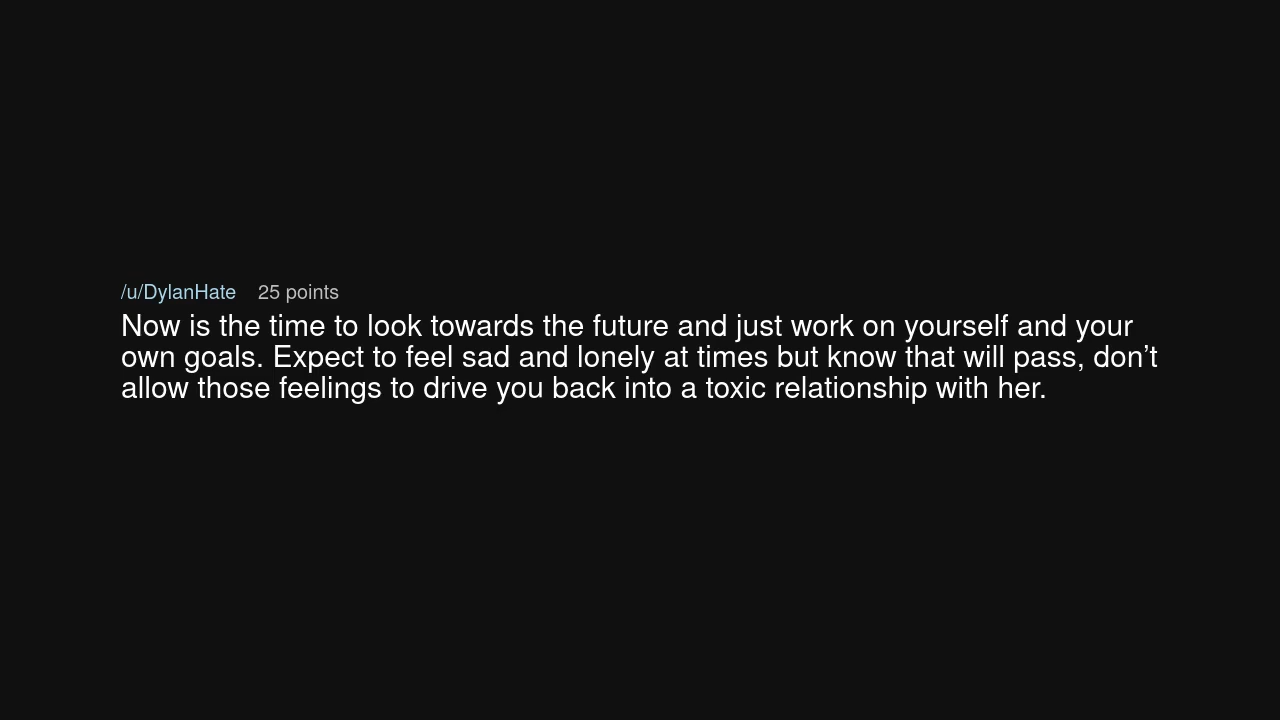 /u/DylanHate 25 points
Now is the time to look towards the future and just work on yourself and your
own goals. Expect to feel sad and lonely at times but know that will pass, don’t
allow those feelings to drive you back into a toxic relationship with her.